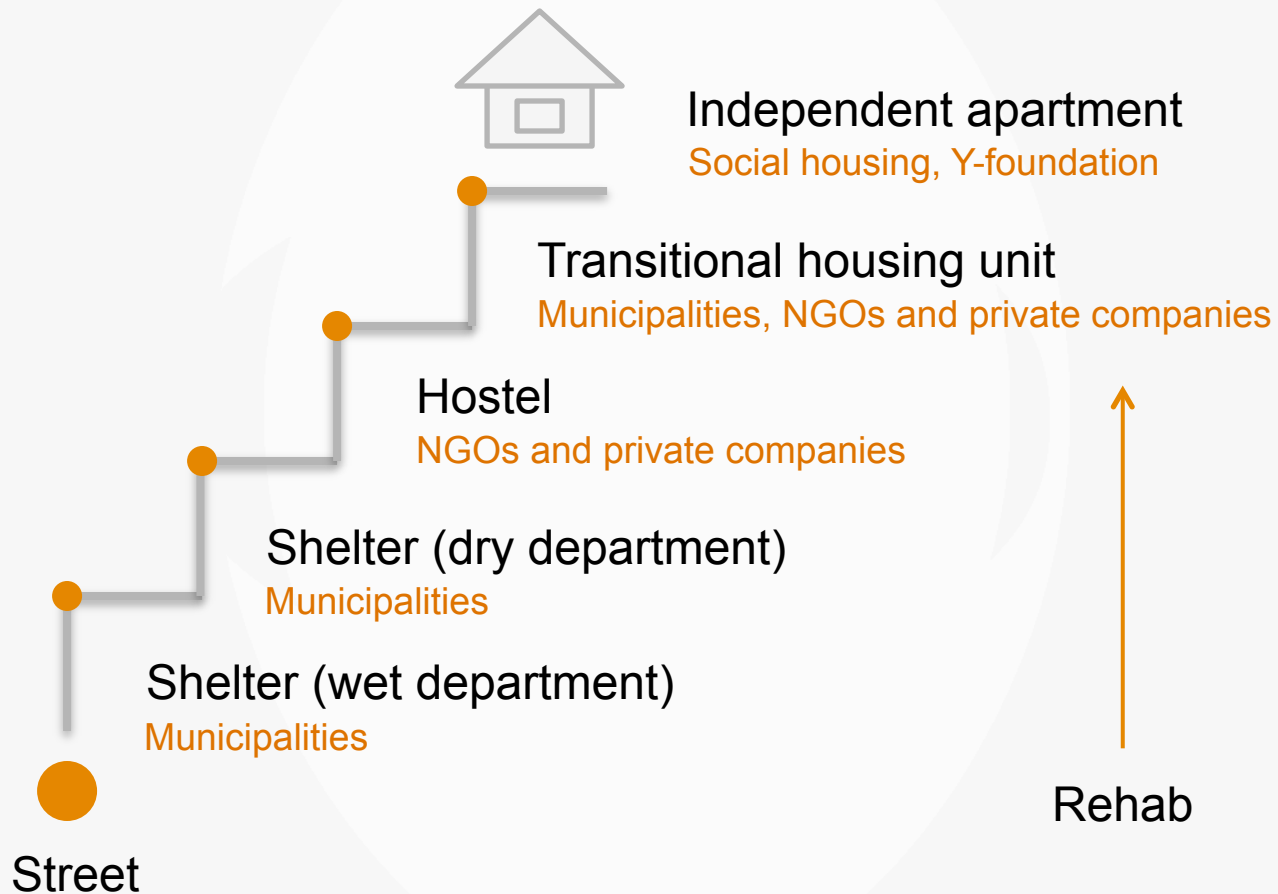 Independent apartment
Social housing, Y-foundation
Transitional housing unit
Municipalities, NGOs and private companies
Hostel
NGOs and private companies
Shelter (dry department)
Municipalities
Shelter (wet department)
Municipalities
Rehab
Street